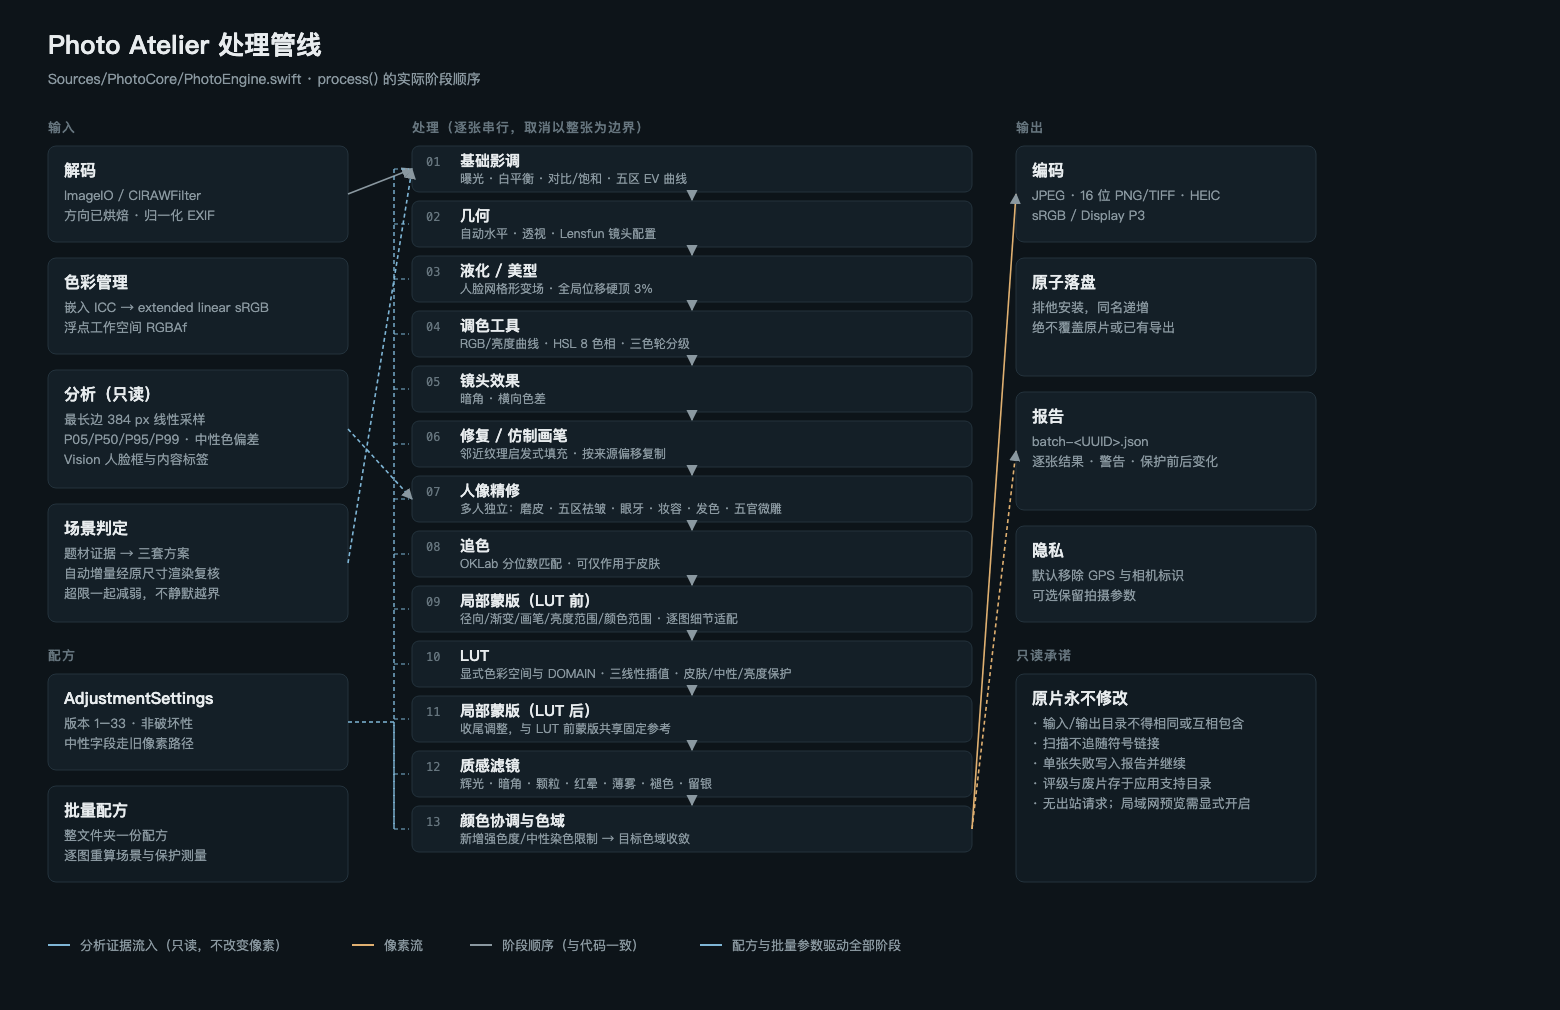 Photo Atelier 处理管线
Sources/PhotoCore/PhotoEngine.swift · process() 的实际阶段顺序
输入
解码
ImageIO / CIRAWFilter
方向已烘焙 · 归一化 EXIF
色彩管理
嵌入 ICC → extended linear sRGB
浮点工作空间 RGBAf
分析（只读）
最长边 384 px 线性采样
P05/P50/P95/P99 · 中性色偏差
Vision 人脸框与内容标签
场景判定
题材证据 → 三套方案
自动增量经原尺寸渲染复核
超限一起减弱，不静默越界
配方
AdjustmentSettings
版本 1—33 · 非破坏性
中性字段走旧像素路径
批量配方
整文件夹一份配方
逐图重算场景与保护测量
处理（逐张串行，取消以整张为边界）
01 基础影调
曝光 · 白平衡 · 对比/饱和 · 五区 EV 曲线
02 几何
自动水平 · 透视 · Lensfun 镜头配置
03 液化 / 美型
人脸网格形变场 · 全局位移硬顶 3%
04 调色工具
RGB/亮度曲线 · HSL 8 色相 · 三色轮分级
05 镜头效果
暗角 · 横向色差
06 修复 / 仿制画笔
邻近纹理启发式填充 · 按来源偏移复制
07 人像精修
多人独立：磨皮 · 五区祛皱 · 眼牙 · 妆容 · 发色 · 五官微雕
08 追色
OKLab 分位数匹配 · 可仅作用于皮肤
09 局部蒙版（LUT 前）
径向/渐变/画笔/亮度范围/颜色范围 · 逐图细节适配
10 LUT
显式色彩空间与 DOMAIN · 三线性插值 · 皮肤/中性/亮度保护
11 局部蒙版（LUT 后）
收尾调整，与 LUT 前蒙版共享固定参考
12 质感滤镜
辉光 · 暗角 · 颗粒 · 红晕 · 薄雾 · 褪色 · 留银
13 颜色协调与色域
新增强色度/中性染色限制 → 目标色域收敛
输出
编码
JPEG · 16 位 PNG/TIFF · HEIC
sRGB / Display P3
原子落盘
排他安装，同名递增
绝不覆盖原片或已有导出
报告
batch—<UUID>.json
逐张结果 · 警告 · 保护前后变化
隐私
默认移除 GPS 与相机标识
可选保留拍摄参数
只读承诺
原片永不修改
· 输入/输出目录不得相同或互相包含
· 扫描不追随符号链接
· 单张失败写入报告并继续
· 评级与废片存于应用支持目录
· 无出站请求；局域网预览需显式开启
分析证据流入（只读，不改变像素）
像素流
阶段顺序（与代码一致）
配方与批量参数驱动全部阶段